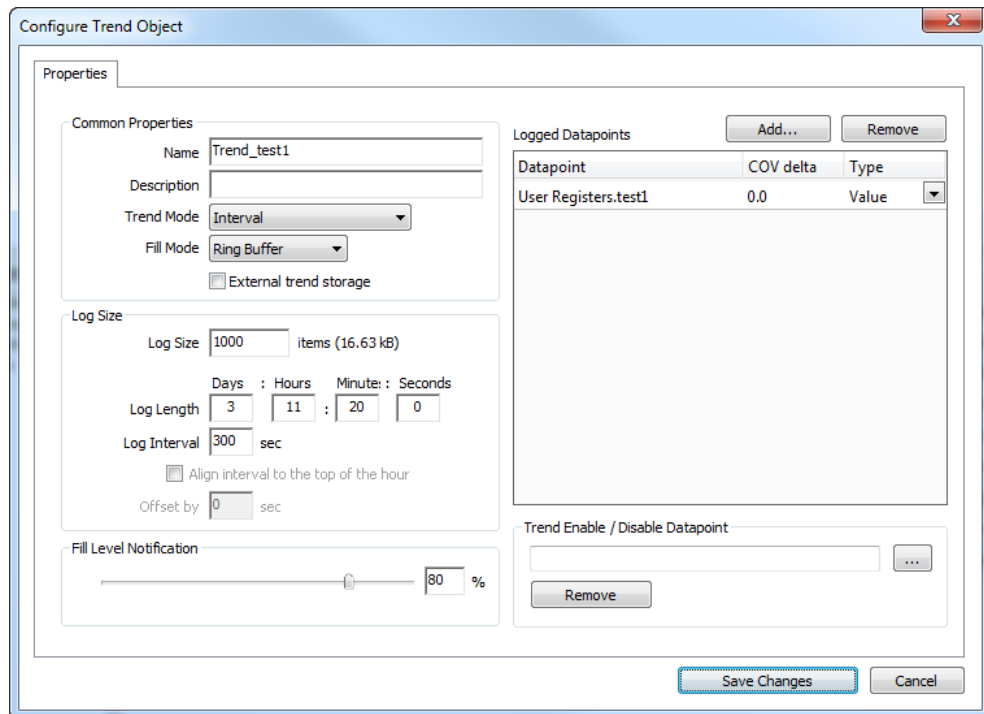 Configure Trend Object
Properties
Common Properties
Name Trend_test1
Description
Trend Mode Interval
Fill Mode Ring Buffer
External trend storage
Log Size
Log Size 1000 items (16.63 kB)
Days : Hours Minute: : Seconds
Log Length 3 11 : 20 0
Log Interval 300 sec
Align interval to the top of the hour
Offset by 0 sec
Fill Level Notification
80 %
Logged Datapoints Add... Remove
Datapoint COV delta Type
User Registers.test1 0.0 Value
Trend Enable / Disable Datapoint
...
Remove
Save Changes Cancel